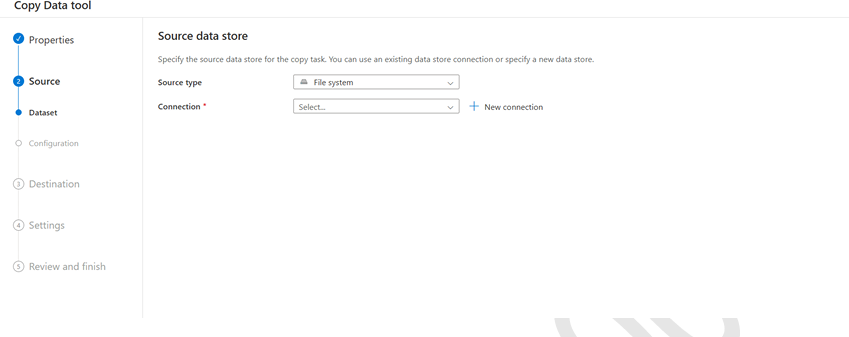 Copy Data tool
Properties
2 Source
Dataset
Configuration
3 Destination
4 Settings
5 Review and finish
Source data store
Specify the source data store for the copy task. You can use an existing data store connection or specify a new data store.
Source type File system
Connection * Select... + New connection